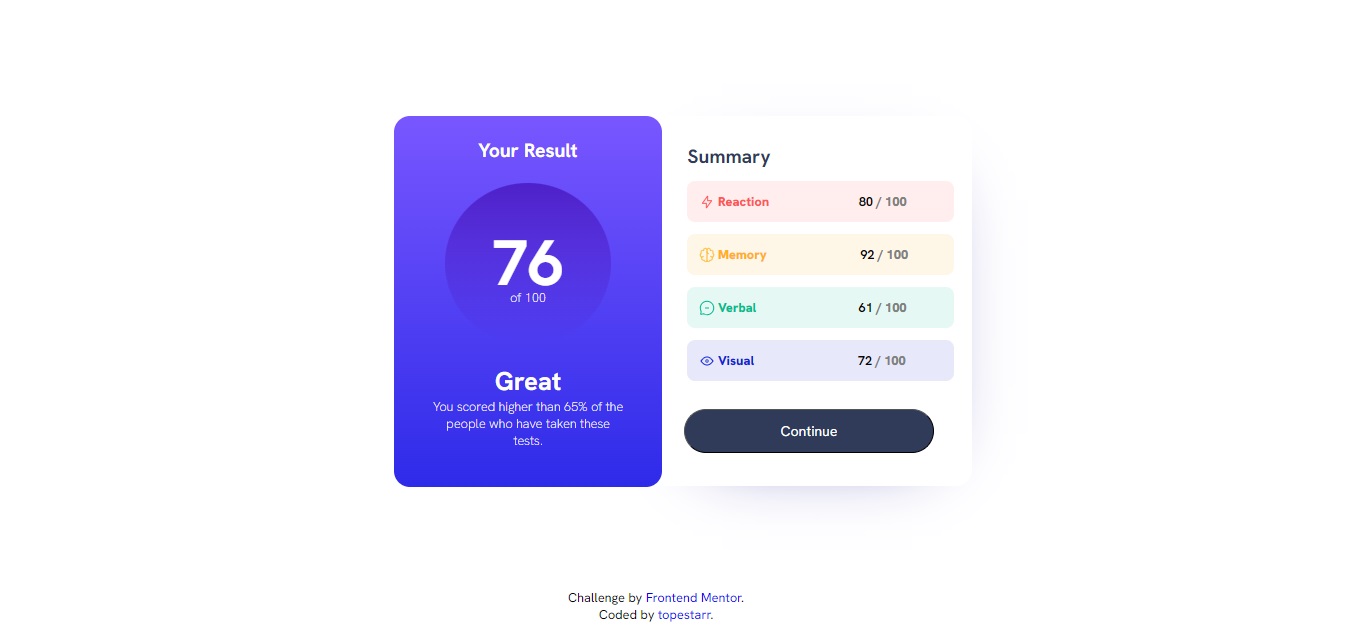 Your Result
76
of 100
Great
You scored higher than 65% of the
people who have taken these
tests.
Summary
Reaction 80 / 100
Memory 92 / 100
Verbal 61 / 100
Visual 72 / 100
Continue
Challenge by Frontend Mentor.
Coded by topestarr.